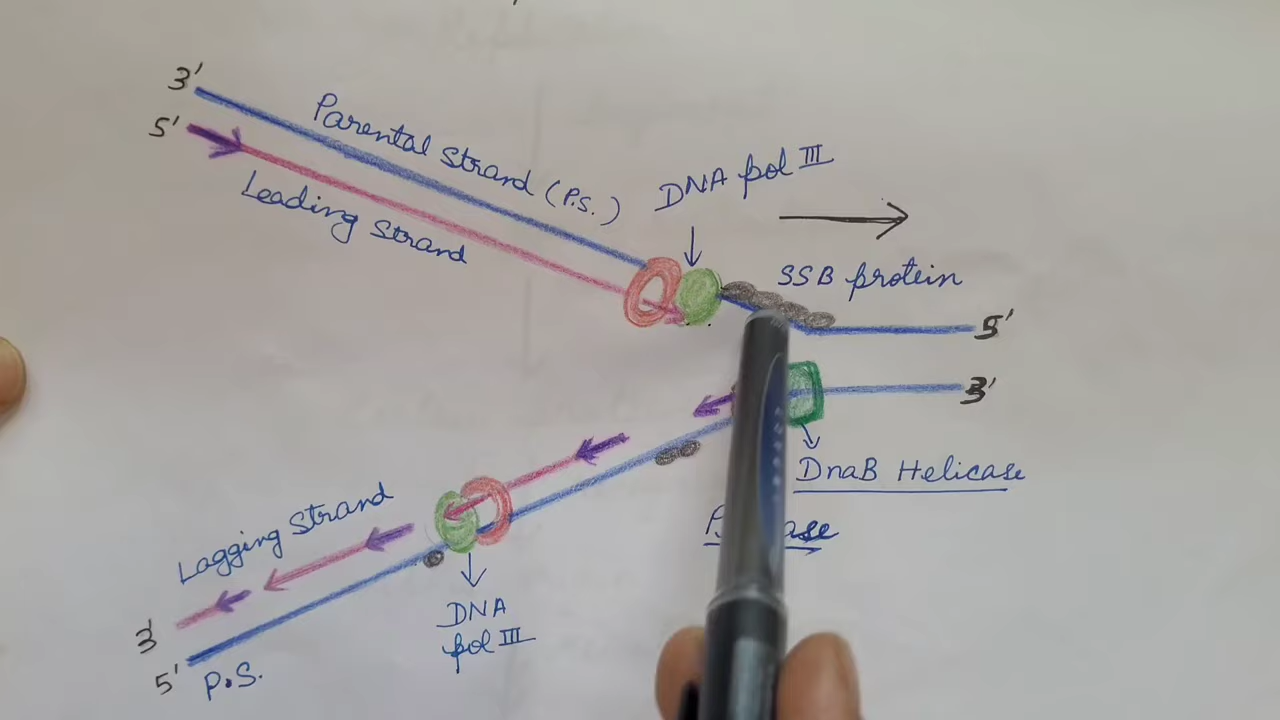 3'
5'
Parental Strand (P.S.)
Leading Strand
DNA pol III
SSB protein
5'
3'
DnaB Helicase
Lagging Strand
DNA
pol III
3'
5'
P.S.